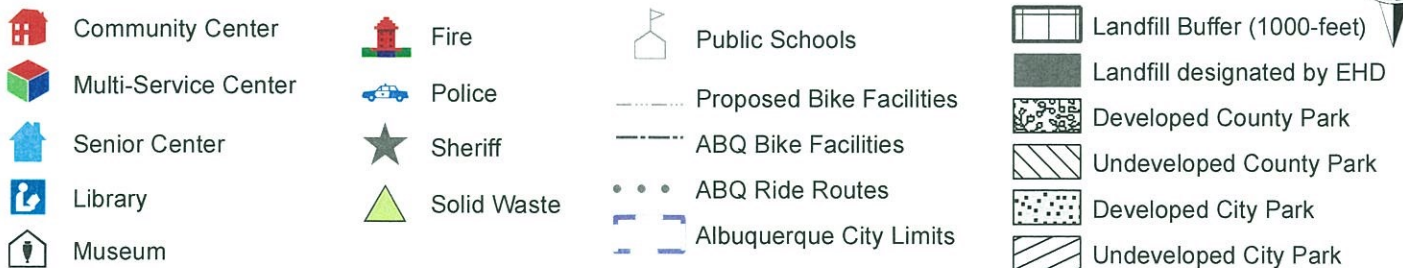 Community Center
Multi-Service Center
Senior Center
Library
Museum
Fire
Police
Sheriff
Solid Waste
Public Schools
Proposed Bike Facilities
ABQ Bike Facilities
ABQ Ride Routes
Albuquerque City Limits
Landfill Buffer (1000-feet)
Landfill designated by EHD
Developed County Park
Undeveloped County Park
Developed City Park
Undeveloped City Park